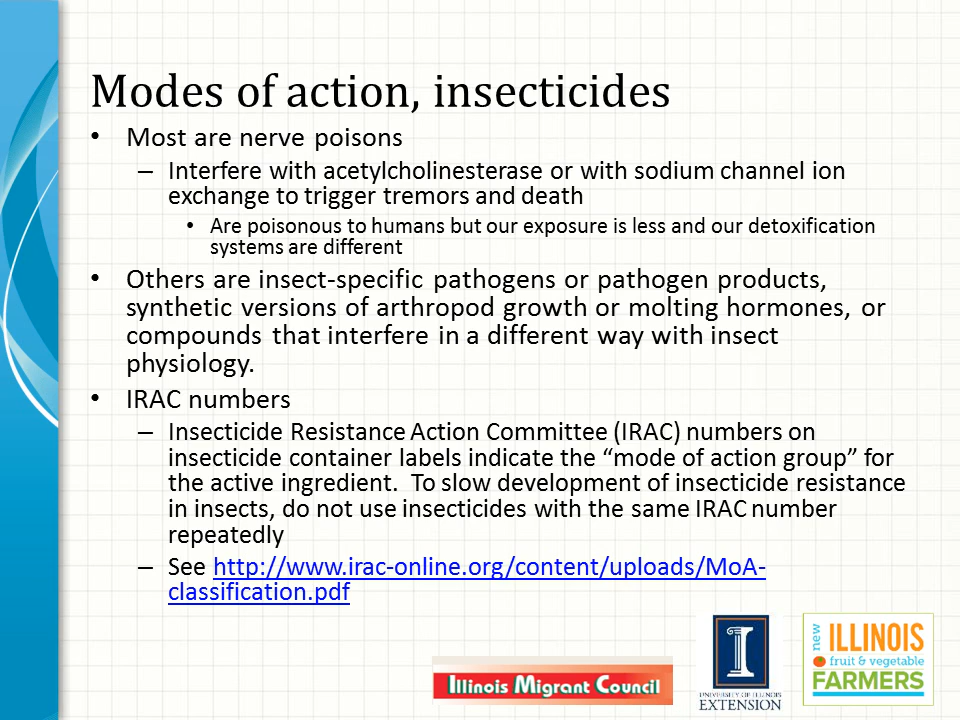 Modes of action, insecticides
• Most are nerve poisons
– Interfere with acetylcholinesterase or with sodium channel ion
exchange to trigger tremors and death
• Are poisonous to humans but our exposure is less and our detoxification
systems are different
• Others are insect-specific pathogens or pathogen products,
synthetic versions of arthropod growth or molting hormones, or
compounds that interfere in a different way with insect
physiology.
• IRAC numbers
– Insecticide Resistance Action Committee (IRAC) numbers on
insecticide container labels indicate the “mode of action group” for
the active ingredient.  To slow development of insecticide resistance
in insects, do not use insecticides with the same IRAC number
repeatedly
– See http://www.irac-online.org/content/uploads/MoA-
classification.pdf
Illinois Migrant Council
I
UNIVERSITY OF ILLINOIS
EXTENSION
new
ILLINOIS
fruit & vegetable
FARMERS